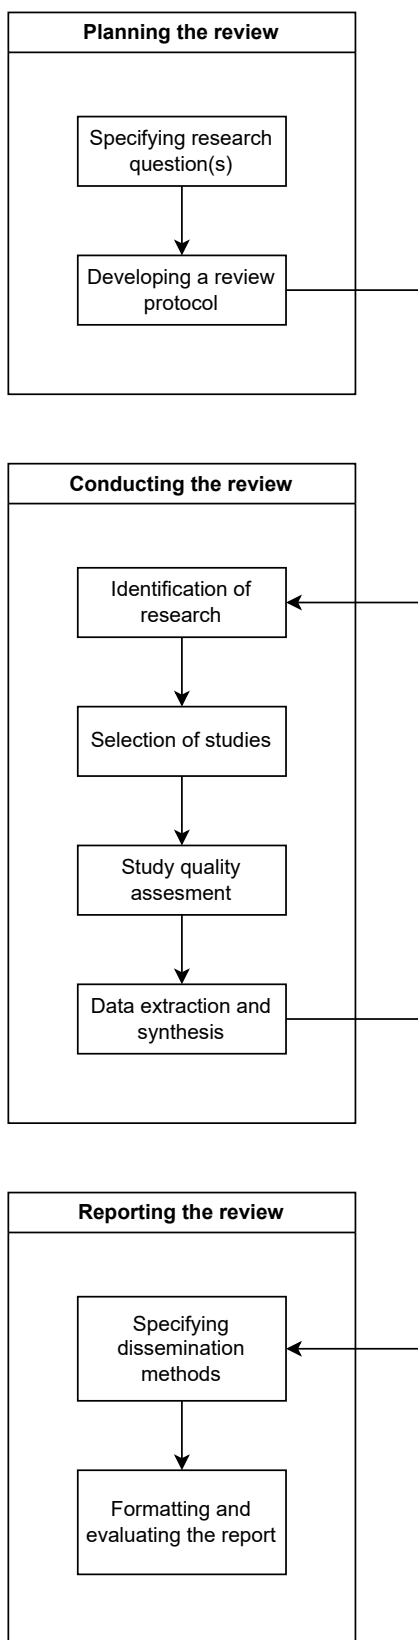 Planning the review
Specifying research
question(s)
Developing a review
protocol
Conducting the review
Identification of
research
Selection of studies
Study quality
assesment
Data extraction and
synthesis
Reporting the review
Specifying
dissemination
methods
Formatting and
evaluating the report